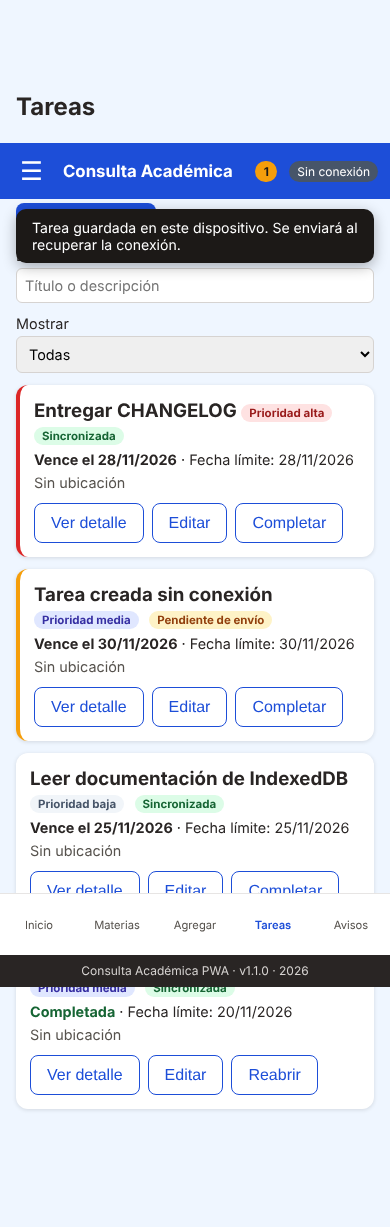 Tareas
☰ Consulta Académica 1 Sin conexión
Tarea guardada en este dispositivo. Se enviará al
recuperar la conexión.
Título o descripción
Mostrar
Todas
Entregar CHANGELOG Prioridad alta
Sincronizada
Vence el 28/11/2026 · Fecha límite: 28/11/2026
Sin ubicación
Ver detalle Editar Completar
Tarea creada sin conexión
Prioridad media Pendiente de envío
Vence el 30/11/2026 · Fecha límite: 30/11/2026
Sin ubicación
Ver detalle Editar Completar
Leer documentación de IndexedDB
Prioridad baja Sincronizada
Vence el 25/11/2026 · Fecha límite: 25/11/2026
Sin ubicación
Ver detalle Editar Completar
Inicio Materias Agregar Tareas Avisos
Consulta Académica PWA · v1.1.0 · 2026
Prioridad media Sincronizada
Completada · Fecha límite: 20/11/2026
Sin ubicación
Ver detalle Editar Reabrir